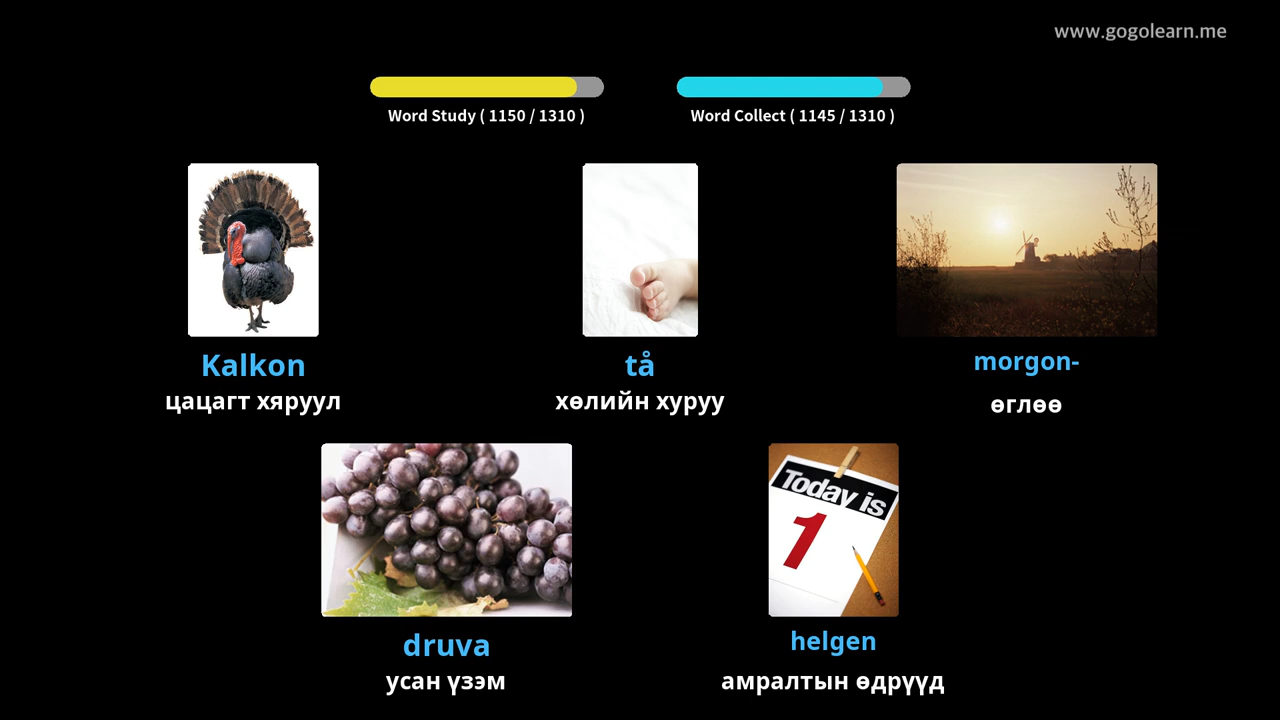 www.gogolearn.me
Word Study ( 1150 / 1310 )
Word Collect ( 1145 / 1310 )
Kalkon
цацагт хяруул
tå
хөлийн хуруу
morgon-
өглөө
druva
усан үзэм
Today is
1
helgen
амралтын өдрүүд